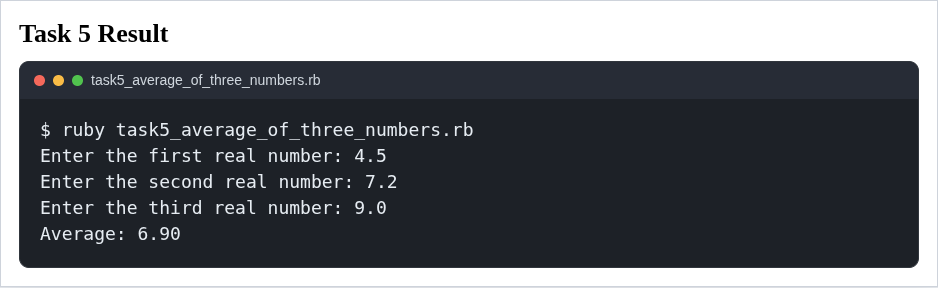 Task 5 Result
task5_average_of_three_numbers.rb
$ ruby task5_average_of_three_numbers.rb
Enter the first real number: 4.5
Enter the second real number: 7.2
Enter the third real number: 9.0
Average: 6.90